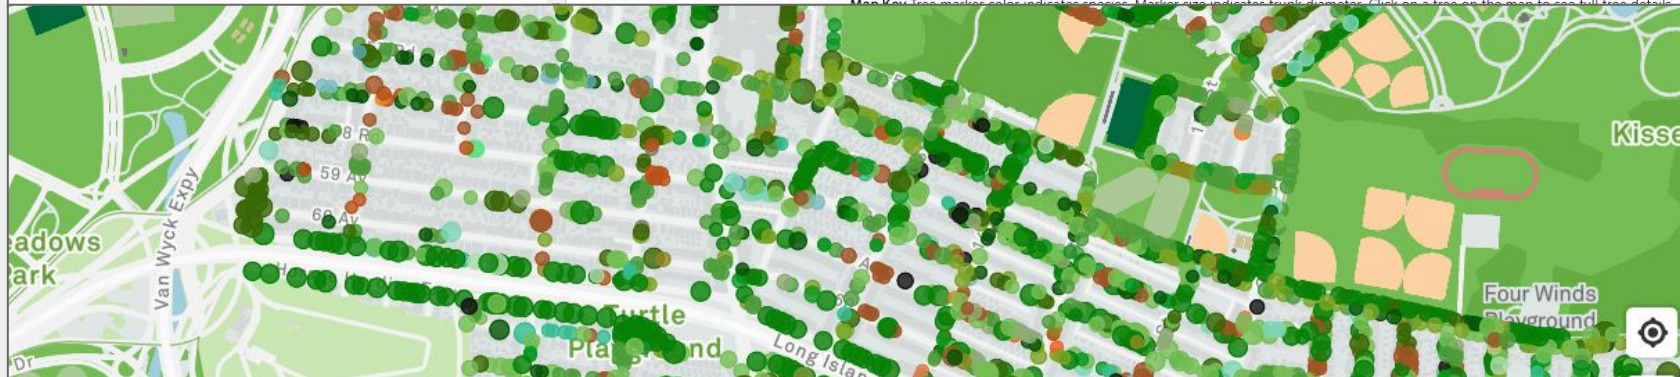 Map Key Tree marker color indicates species. Marker size indicates trunk diameter. Click on a tree on the map to see full tree details.
Kisse
59 Av
60 Av
eadows
ark
Van Wyck Expy
Four Winds
Playground
Turtle
Playground
Long Islan
Dr